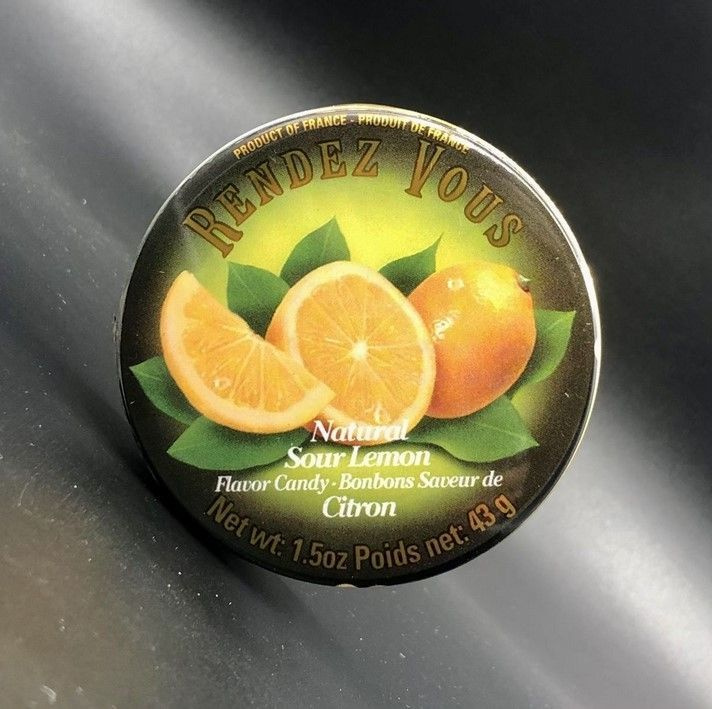 PRODUCT OF FRANCE - PRODUIT DE FRANCE
RENDEZ VOUS
Natural
Sour Lemon
Flavor Candy · Bonbons Saveur de
Citron
Net wt: 1.5oz Poids net: 43 g